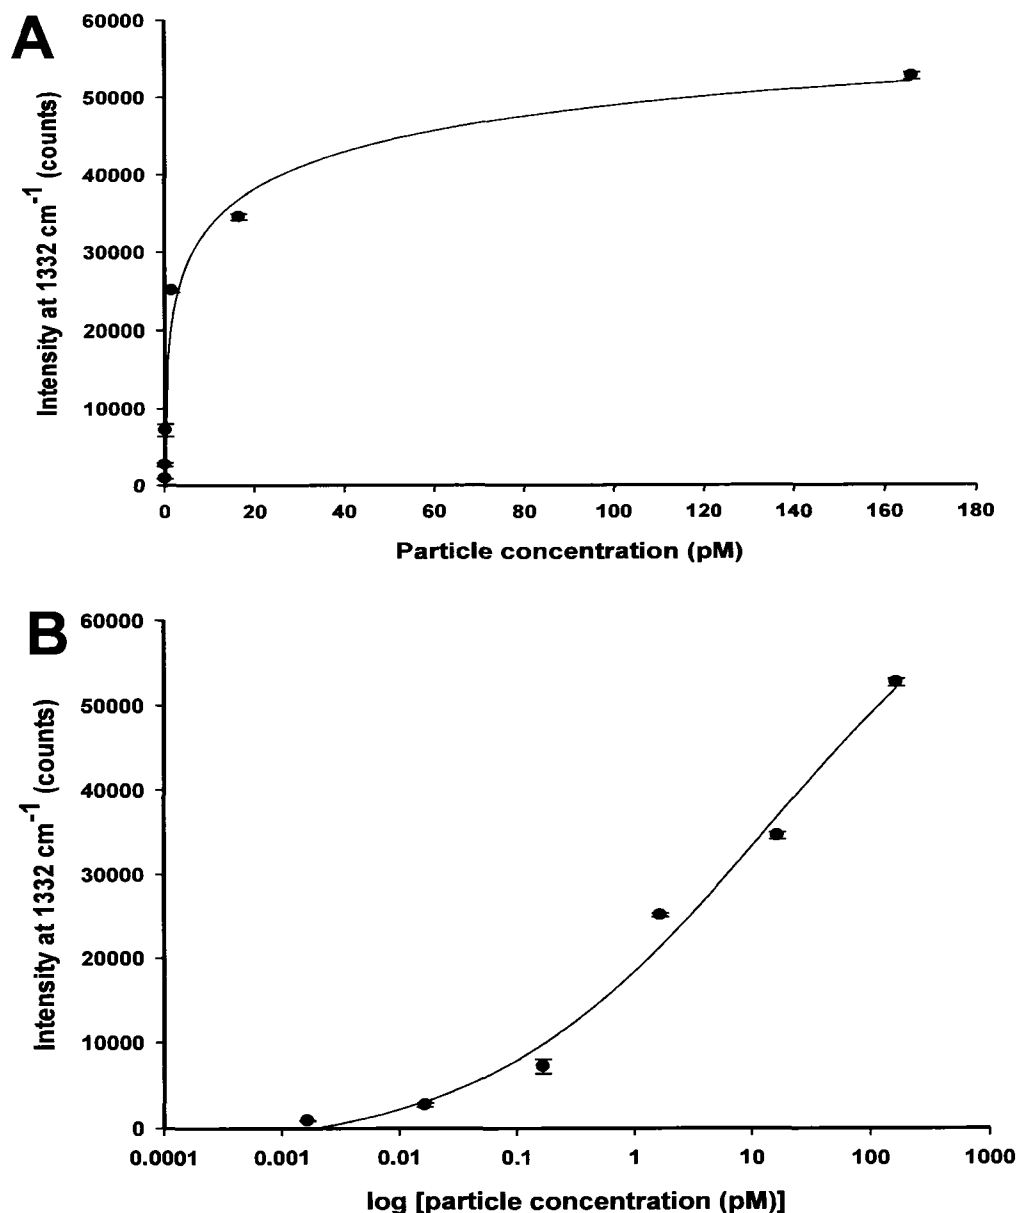 A
60000
50000
40000
30000
20000
10000
0
Intensity at 1332 cm-1 (counts)
0 20 40 60 80 100 120 140 160 180
Particle concentration (pM)
B
60000
50000
40000
30000
20000
10000
0
Intensity at 1332 cm-1 (counts)
0.0001 0.001 0.01 0.1 1 10 100 1000
log [particle concentration (pM)]